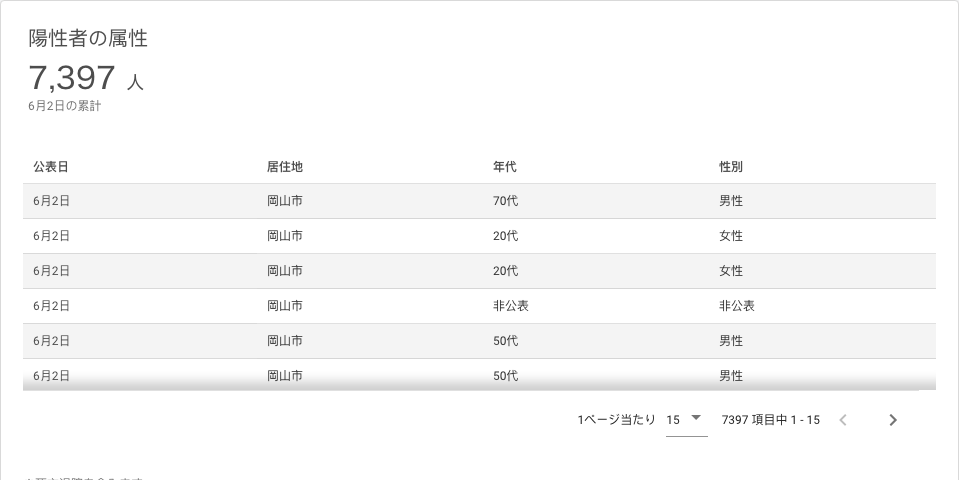 陽性者の属性
7,397 人
6月2日の累計
公表日 居住地 年代 性別
6月2日 岡山市 70代 男性
6月2日 岡山市 20代 女性
6月2日 岡山市 20代 女性
6月2日 岡山市 非公表 非公表
6月2日 岡山市 50代 男性
6月2日 岡山市 50代 男性
1ページ当たり 15 7397 項目中 1 - 15